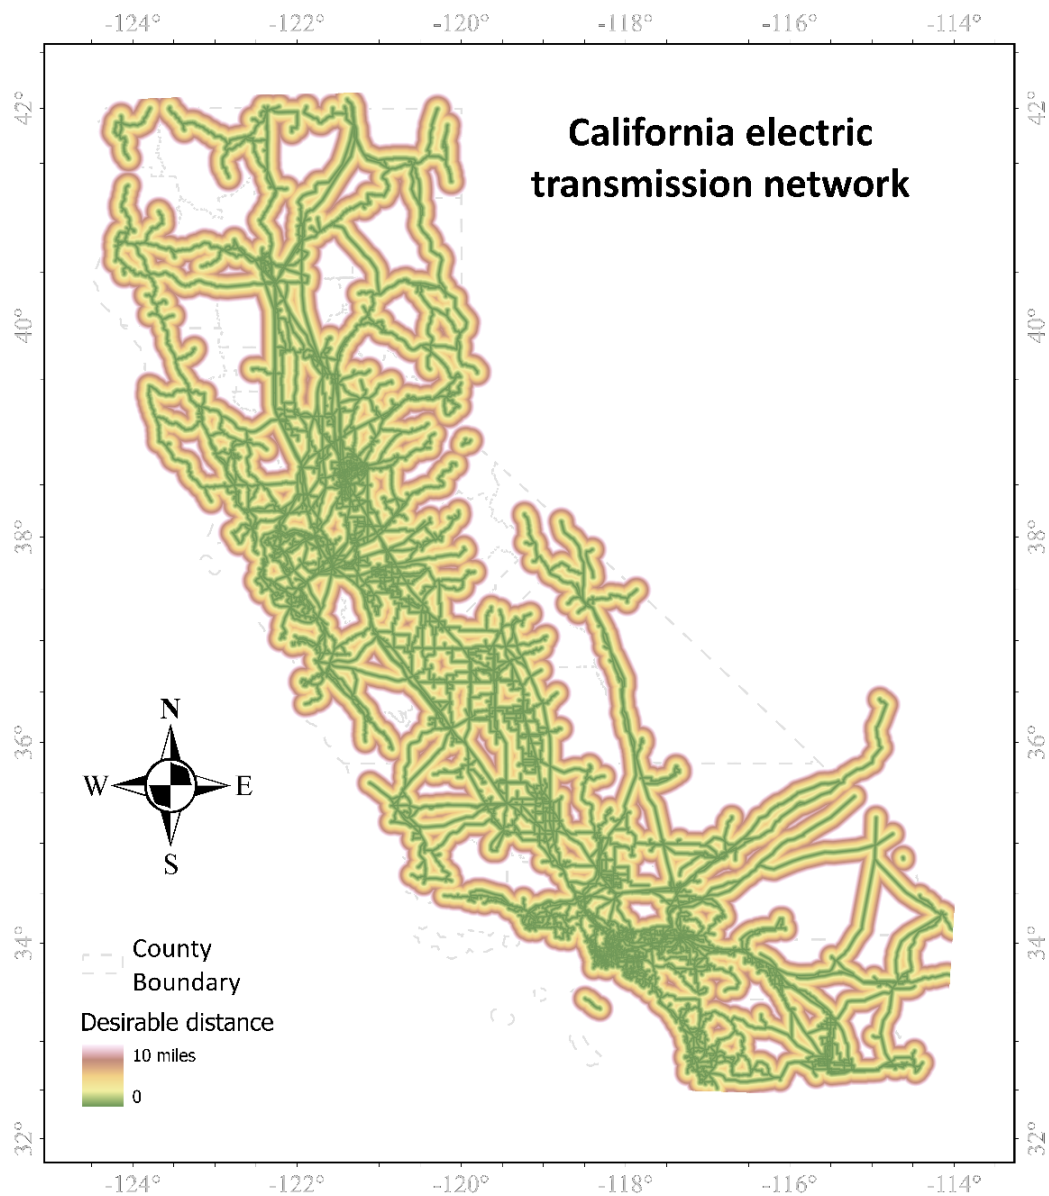 -124° -122° -120° -118° -116° -114°
42° 42°
California electric
transmission network
40° 40°
38° 38°
N
36° 36°
W E
S
34° 34°
County
Boundary
Desirable distance
10 miles
0
32° 32°
-124° -122° -120° -118° -116° -114°